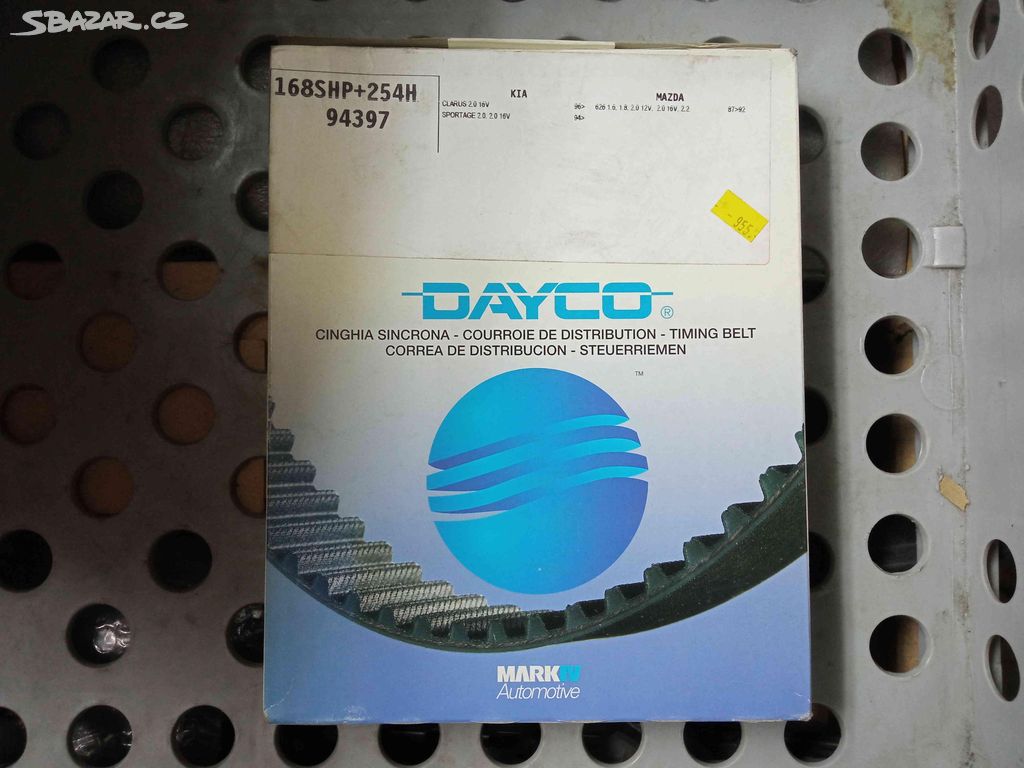 SBAZAR.CZ
168SHP+254H
94397
KIA
CLARUS 2.0 16V 96>
SPORTAGE 2.0. 2.0 16V 94>
MAZDA
626 1.6, 1.8, 2.0 12V, 2.0 16V, 2.2 87>92
- 955,-
DAYCO®
CINGHIA SINCRONA - COURROIE DE DISTRIBUTION - TIMING BELT
CORREA DE DISTRIBUCION - STEUERRIEMEN
TM
MARK IV
Automotive